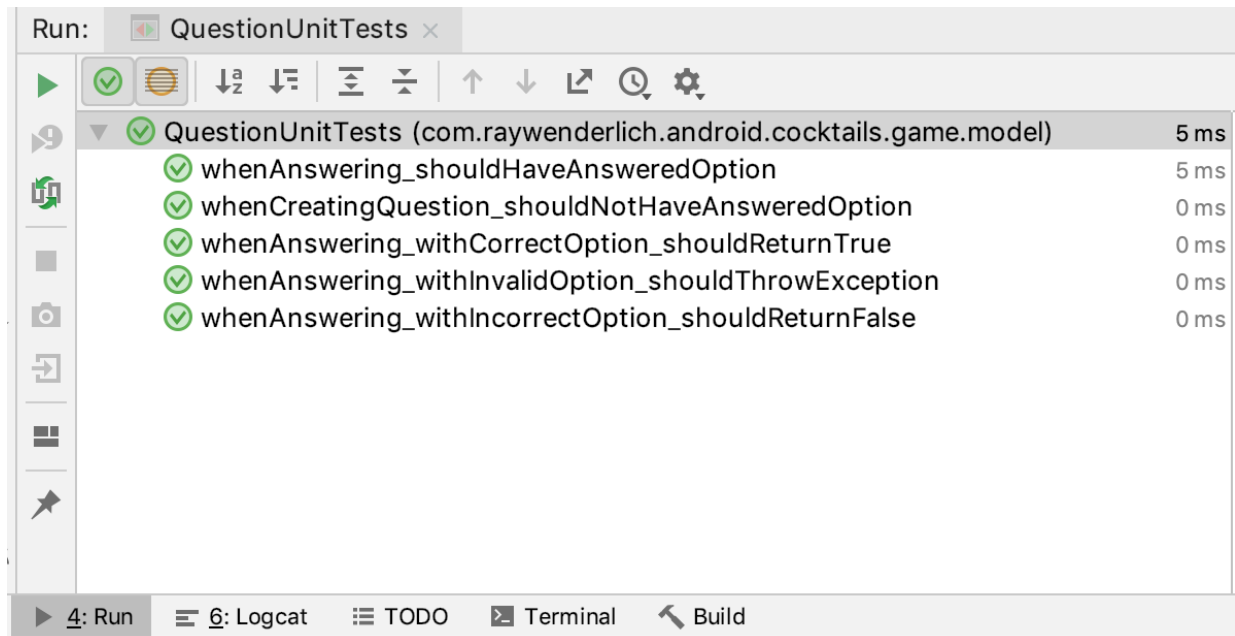 Run: QuestionUnitTests
QuestionUnitTests (com.raywenderlich.android.cocktails.game.model) 5 ms
whenAnswering_shouldHaveAnsweredOption 5 ms
whenCreatingQuestion_shouldNotHaveAnsweredOption 0 ms
whenAnswering_withCorrectOption_shouldReturnTrue 0 ms
whenAnswering_withInvalidOption_shouldThrowException 0 ms
whenAnswering_withIncorrectOption_shouldReturnFalse 0 ms
4: Run 6: Logcat TODO Terminal Build